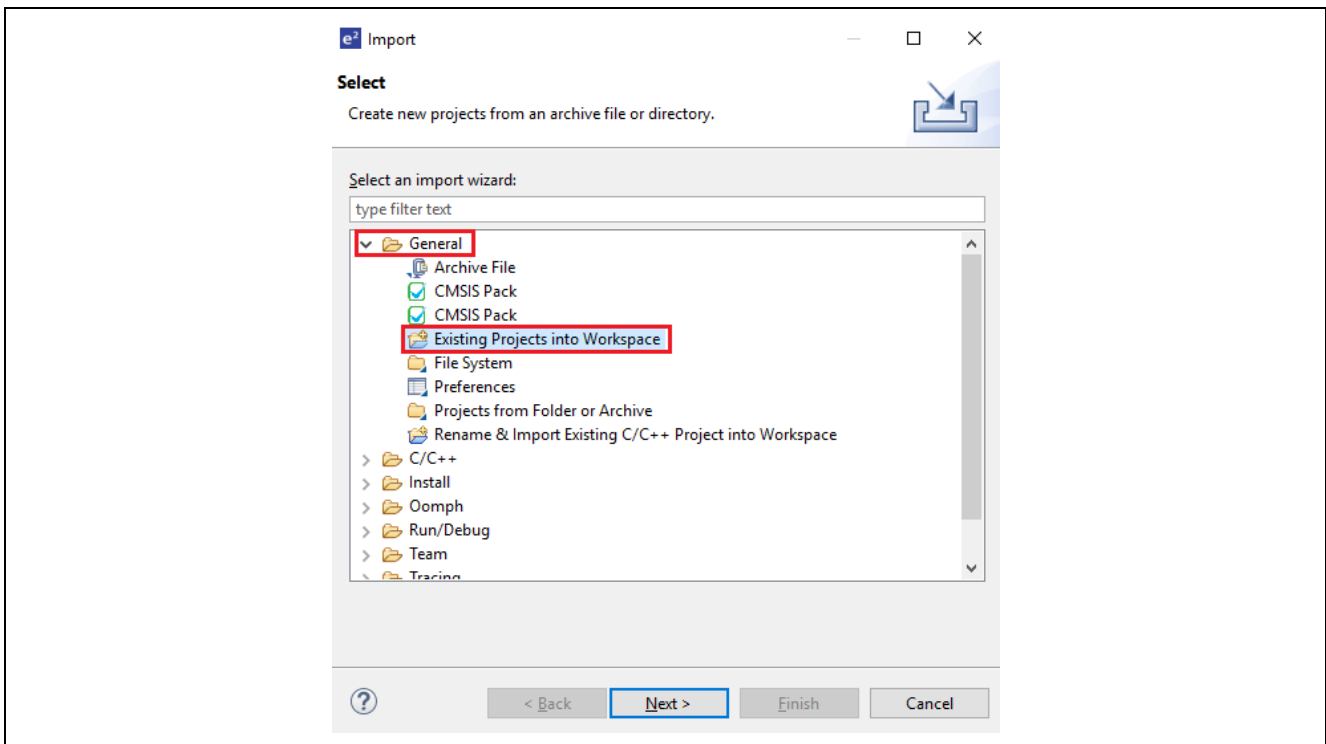 e² Import
Select
Create new projects from an archive file or directory.
Select an import wizard:
type filter text
General
Archive File
CMSIS Pack
CMSIS Pack
Existing Projects into Workspace
File System
Preferences
Projects from Folder or Archive
Rename & Import Existing C/C++ Project into Workspace
C/C++
Install
Oomph
Run/Debug
Team
Tracing
? < Back Next > Finish Cancel